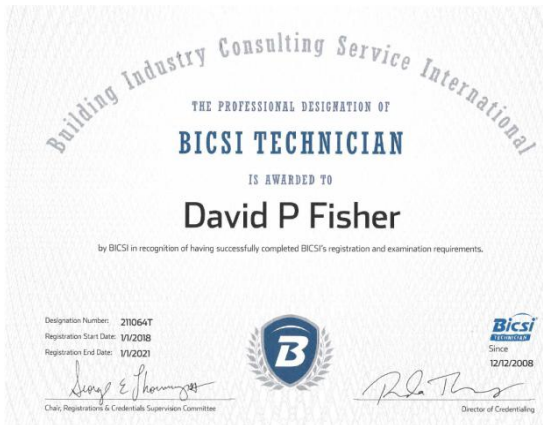 Building Industry Consulting Service International
THE PROFESSIONAL DESIGNATION OF
BICSI TECHNICIAN
IS AWARDED TO
David P Fisher
by BICSI in recognition of having successfully completed BICSI's registration and examination requirements.
Designation Number: 211064T
Registration Start Date: 1/1/2018
Registration End Date: 1/1/2021
B
Bicsi
TECHNICIAN
Since
12/12/2008
Chair, Registrations & Credentials Supervision Committee
Director of Credentialing